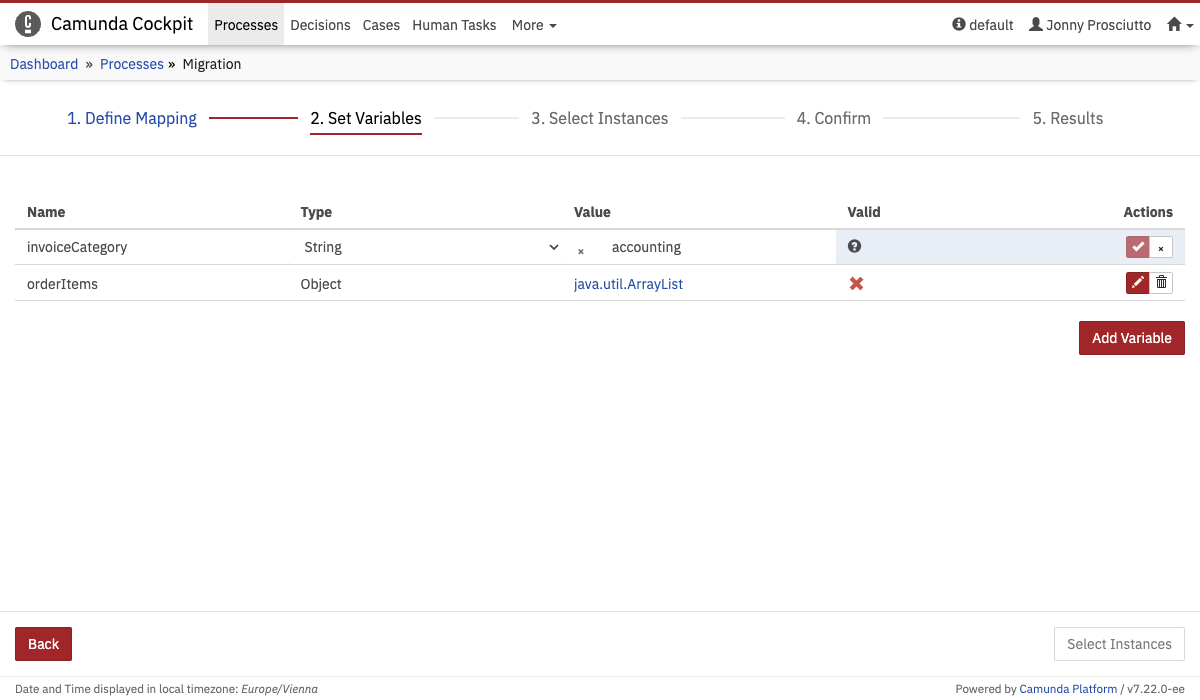 Camunda Cockpit Processes Decisions Cases Human Tasks More default Jonny Prosciutto
Dashboard » Processes » Migration
1. Define Mapping 2. Set Variables 3. Select Instances 4. Confirm 5. Results
Name Type Value Valid Actions
invoiceCategory String × accounting ×
orderItems Object java.util.ArrayList
Add Variable
Back Select Instances
Date and Time displayed in local timezone: Europe/Vienna Powered by Camunda Platform / v7.22.0-ee